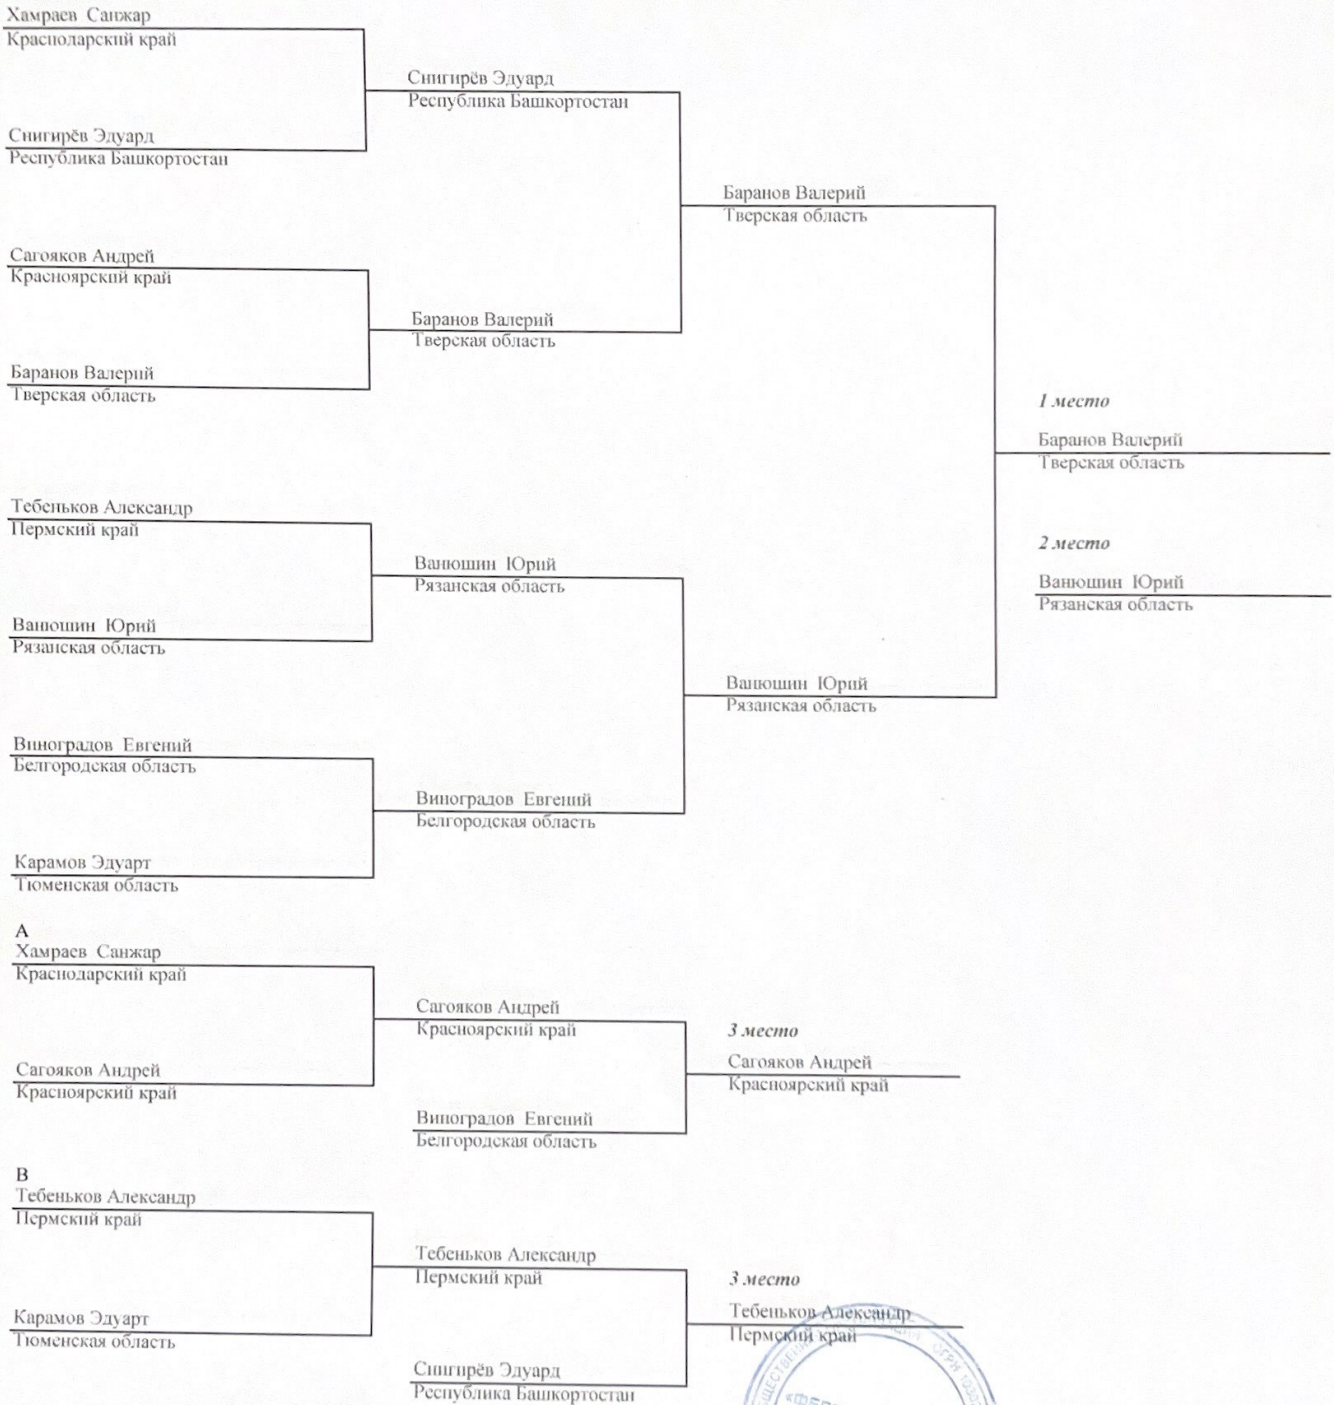 Хамраев Санжар
Краснодарский край
Снигирёв Эдуард
Республика Башкортостан
Снигирёв Эдуард
Республика Башкортостан
Баранов Валерий
Тверская область
Сагояков Андрей
Красноярский край
Баранов Валерий
Тверская область
Баранов Валерий
Тверская область
1 место
Баранов Валерий
Тверская область
Тебеньков Александр
Пермский край
2 место
Ванюшин Юрий
Рязанская область
Ванюшин Юрий
Рязанская область
Ванюшин Юрий
Рязанская область
Ванюшин Юрий
Рязанская область
Виноградов Евгений
Белгородская область
Виноградов Евгений
Белгородская область
Карамов Эдуарт
Тюменская область
А
Хамраев Санжар
Краснодарский край
Сагояков Андрей
Красноярский край
3 место
Сагояков Андрей
Красноярский край
Сагояков Андрей
Красноярский край
Виноградов Евгений
Белгородская область
В
Тебеньков Александр
Пермский край
Тебеньков Александр
Пермский край
3 место
Тебеньков Александр
Пермский край
Карамов Эдуарт
Тюменская область
Снигирёв Эдуард
Республика Башкортостан
ОГРН